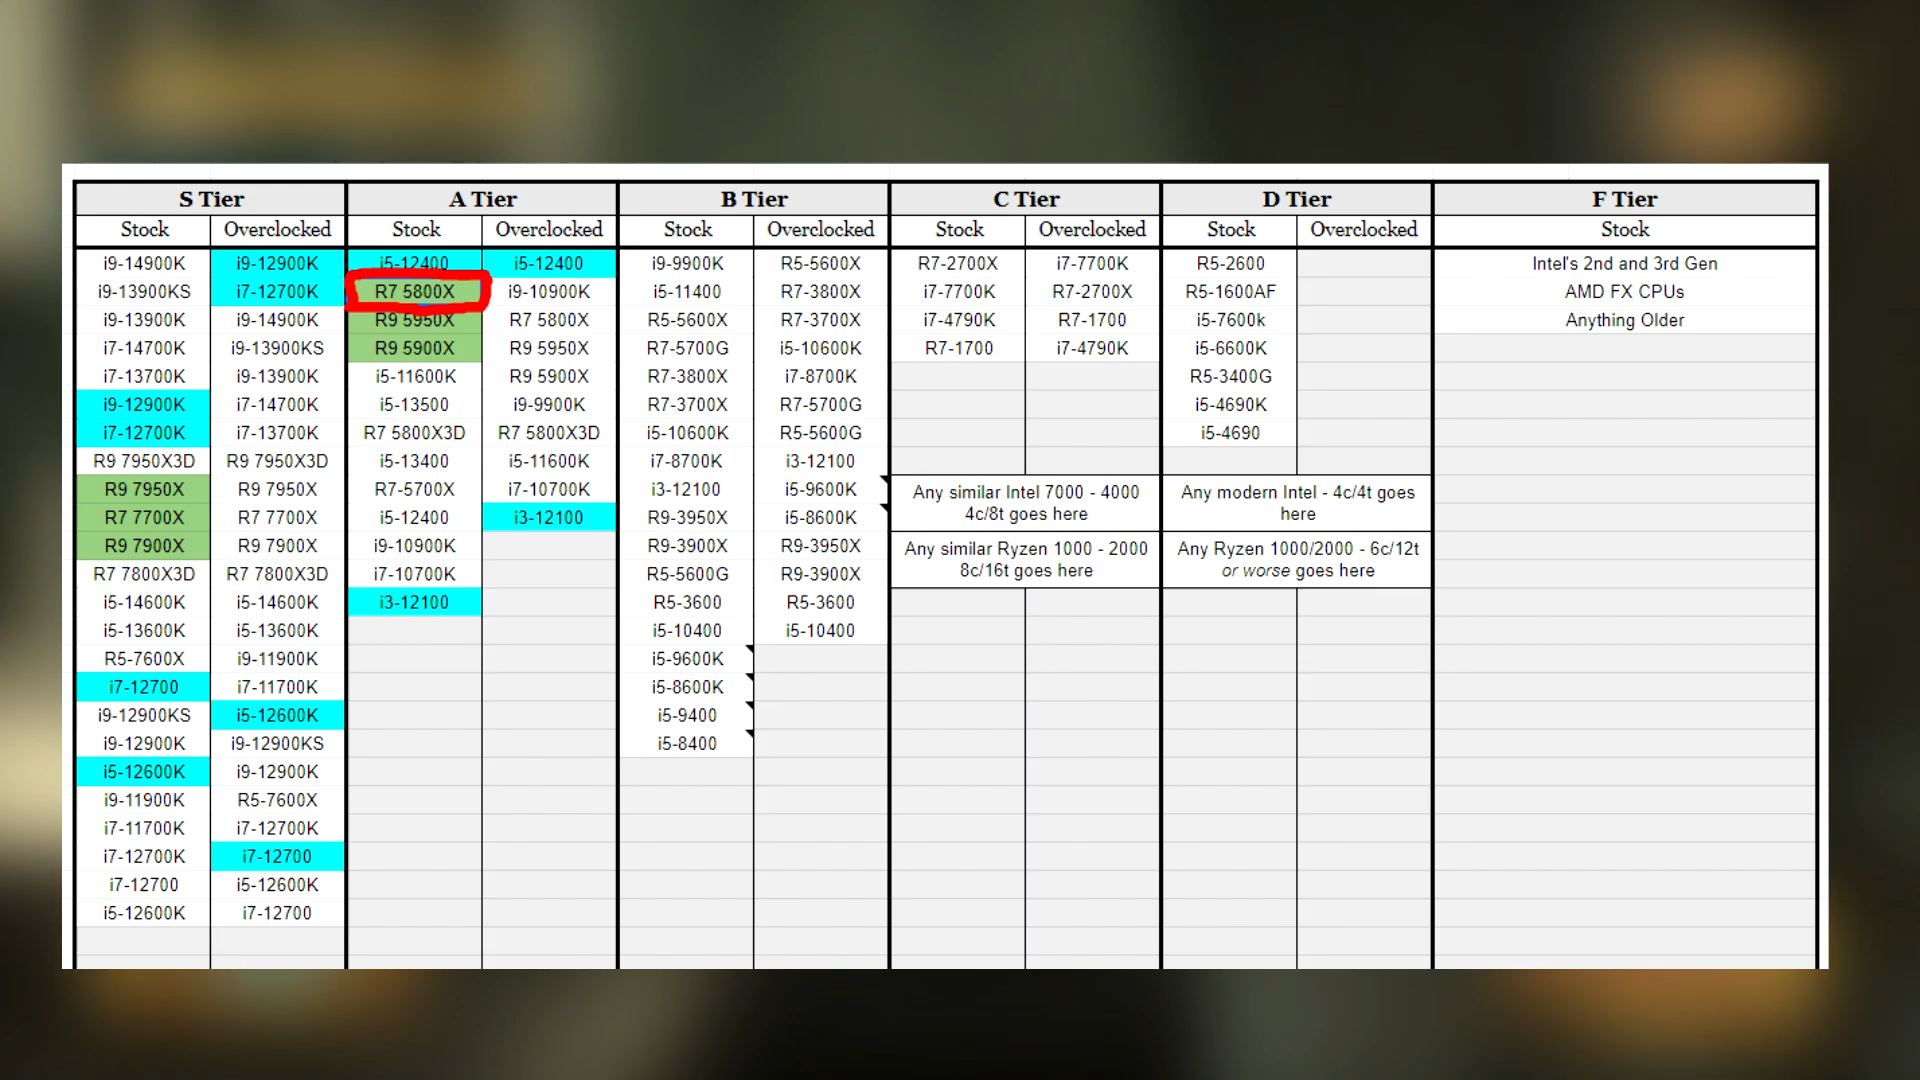 S Tier A Tier B Tier C Tier D Tier F Tier
Stock Overclocked Stock Overclocked Stock Overclocked Stock Overclocked Stock Overclocked Stock
i9-14900K i9-12900K i5-12400 i5-12400 i9-9900K R5-5600X R7-2700X i7-7700K R5-2600 Intel's 2nd and 3rd Gen
i9-13900KS i7-12700K R7 5800X i9-10900K i5-11400 R7-3800X i7-7700K R7-2700X R5-1600AF AMD FX CPUs
i9-13900K i9-14900K R9 5950X R7 5800X R5-5600X R7-3700X i7-4790K R7-1700 i5-7600k Anything Older
i7-14700K i9-13900KS R9 5900X R9 5950X R7-5700G i5-10600K R7-1700 i7-4790K i5-6600K
i7-13700K i9-13900K i5-11600K R9 5900X R7-3800X i7-8700K R5-3400G
i9-12900K i7-14700K i5-13500 i9-9900K R7-3700X R7-5700G i5-4690K
i7-12700K i7-13700K R7 5800X3D R7 5800X3D i5-10600K R5-5600G i5-4690
R9 7950X3D R9 7950X3D i5-13400 i5-11600K i7-8700K i3-12100
R9 7950X R9 7950X R7-5700X i7-10700K i3-12100 i5-9600K Any similar Intel 7000 - 4000 Any modern Intel - 4c/4t goes
R7 7700X R7 7700X i5-12400 i3-12100 R9-3950X i5-8600K 4c/8t goes here here
R9 7900X R9 7900X i9-10900K R9-3900X R9-3950X Any similar Ryzen 1000 - 2000 Any Ryzen 1000/2000 - 6c/12t
R7 7800X3D R7 7800X3D i7-10700K R5-5600G R9-3900X 8c/16t goes here or worse goes here
i5-14600K i5-14600K i3-12100 R5-3600 R5-3600
i5-13600K i5-13600K i5-10400 i5-10400
R5-7600X i9-11900K i5-9600K
i7-12700 i7-11700K i5-8600K
i9-12900KS i5-12600K i5-9400
i9-12900K i9-12900KS i5-8400
i5-12600K i9-12900K
i9-11900K R5-7600X
i7-11700K i7-12700K
i7-12700K i7-12700
i7-12700 i5-12600K
i5-12600K i7-12700